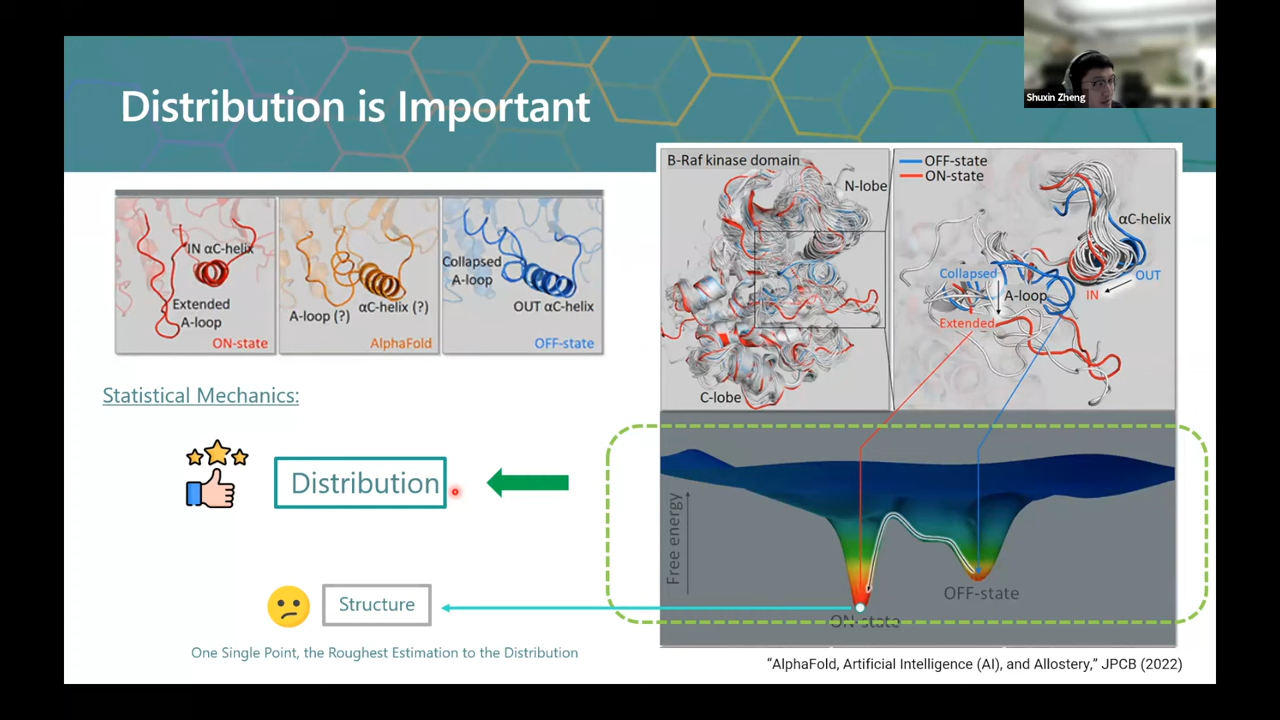 Shuxin Zheng
Distribution is Important
IN αC-helix
Extended
A-loop
ON-state
A-loop (?)
αC-helix (?)
AlphaFold
Collapsed
A-loop
OUT αC-helix
OFF-state
B-Raf kinase domain
N-lobe
C-lobe
OFF-state
ON-state
αC-helix
Collapsed
OUT
A-loop
IN
Extended
Statistical Mechanics:
Distribution
Free energy
OFF-state
ON-state
Structure
One Single Point, the Roughest Estimation to the Distribution
“AlphaFold, Artificial Intelligence (AI), and Allostery,” JPCB (2022)